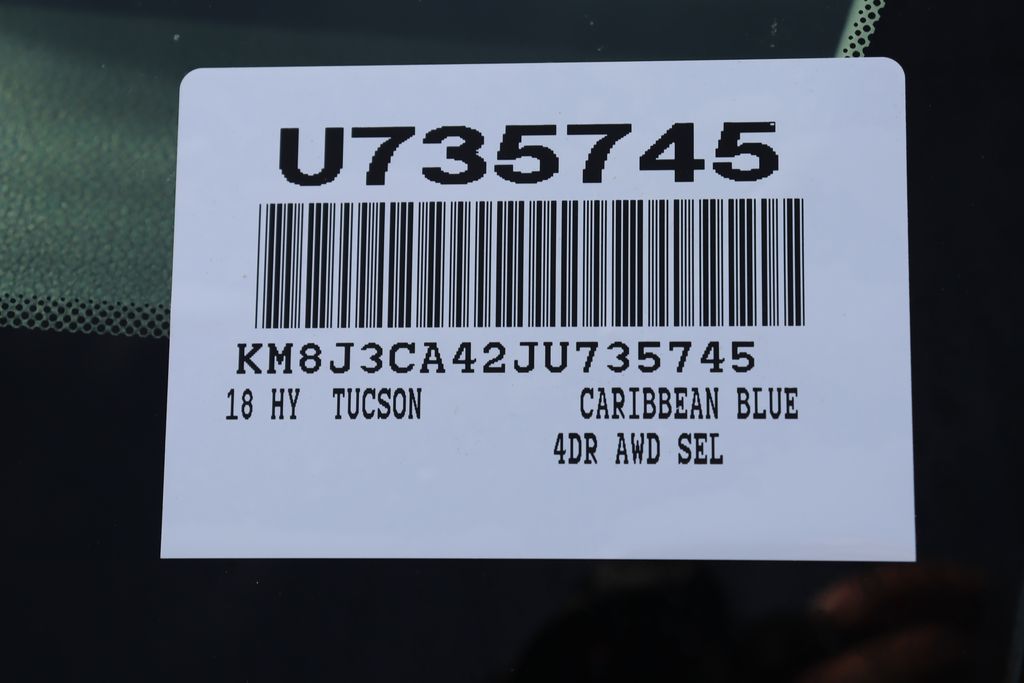 U735745
KM8J3CA42JU735745
18 HY TUCSON CARIBBEAN BLUE
4DR AWD SEL